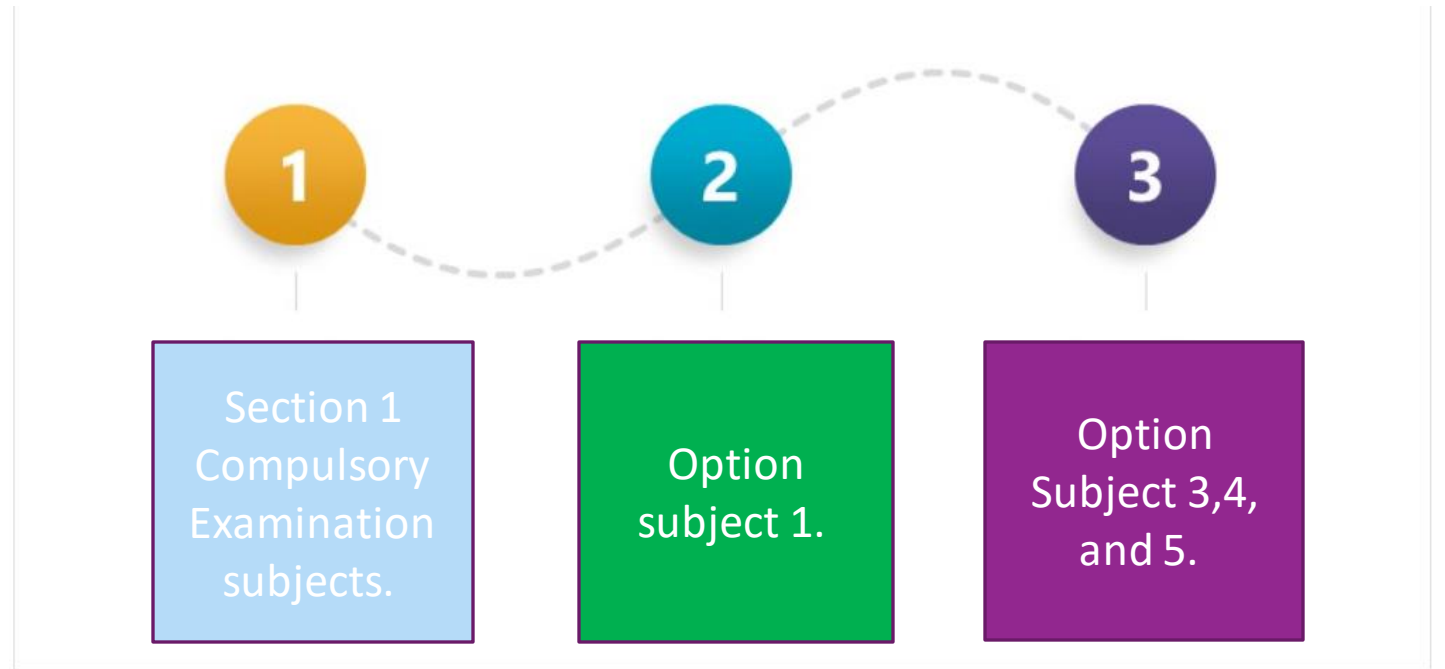 1
2
3
Section 1
Compulsory
Examination
subjects.
Option
subject 1.
Option
Subject 3,4,
and 5.